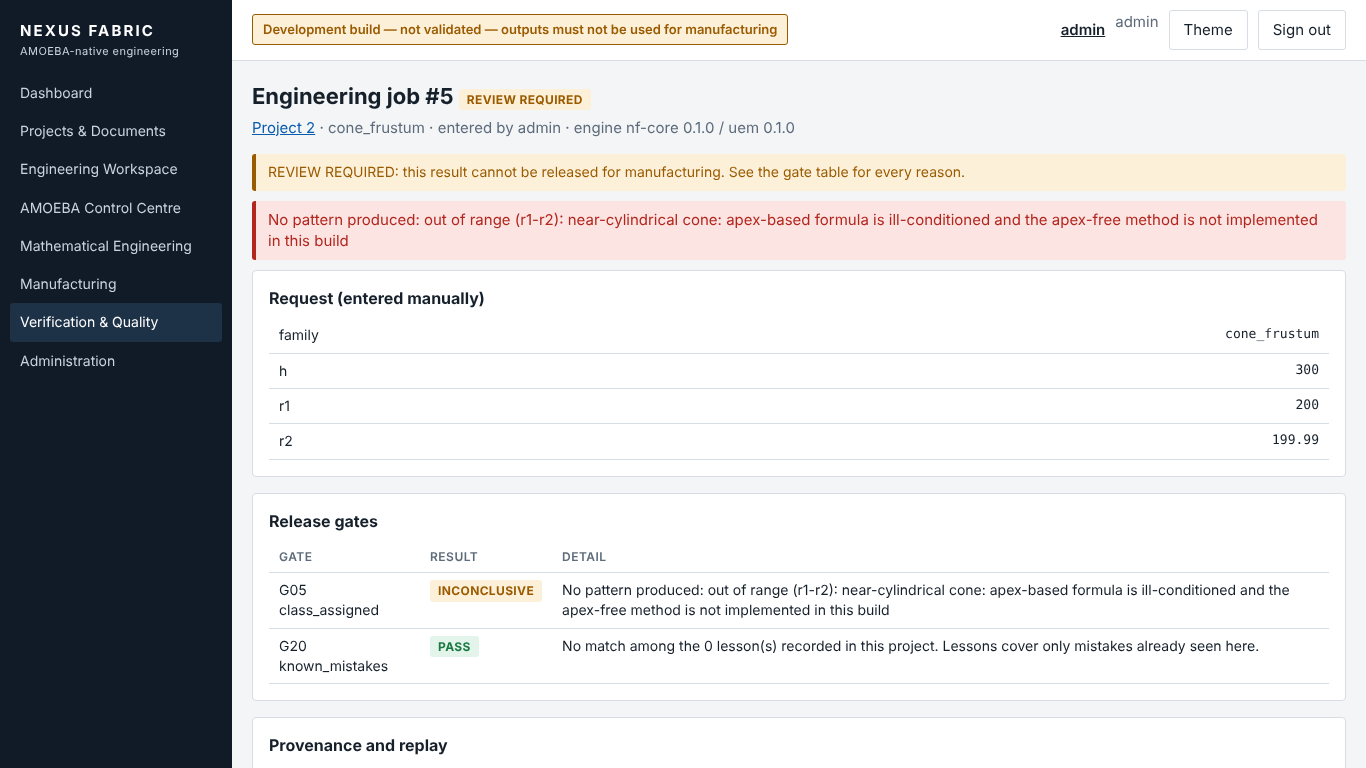 NEXUS FABRIC
AMOEBA-native engineering
Dashboard
Projects & Documents
Engineering Workspace
AMOEBA Control Centre
Mathematical Engineering
Manufacturing
Verification & Quality
Administration
Development build — not validated — outputs must not be used for manufacturing
admin admin Theme Sign out
Engineering job #5 REVIEW REQUIRED
Project 2 · cone_frustum · entered by admin · engine nf-core 0.1.0 / uem 0.1.0
REVIEW REQUIRED: this result cannot be released for manufacturing. See the gate table for every reason.
No pattern produced: out of range (r1-r2): near-cylindrical cone: apex-based formula is ill-conditioned and the apex-free method is not implemented
in this build
Request (entered manually)
family cone_frustum
h 300
r1 200
r2 199.99
Release gates
GATE RESULT DETAIL
G05 INCONCLUSIVE No pattern produced: out of range (r1-r2): near-cylindrical cone: apex-based formula is ill-conditioned and the
class_assigned apex-free method is not implemented in this build
G20 PASS No match among the 0 lesson(s) recorded in this project. Lessons cover only mistakes already seen here.
known_mistakes
Provenance and replay